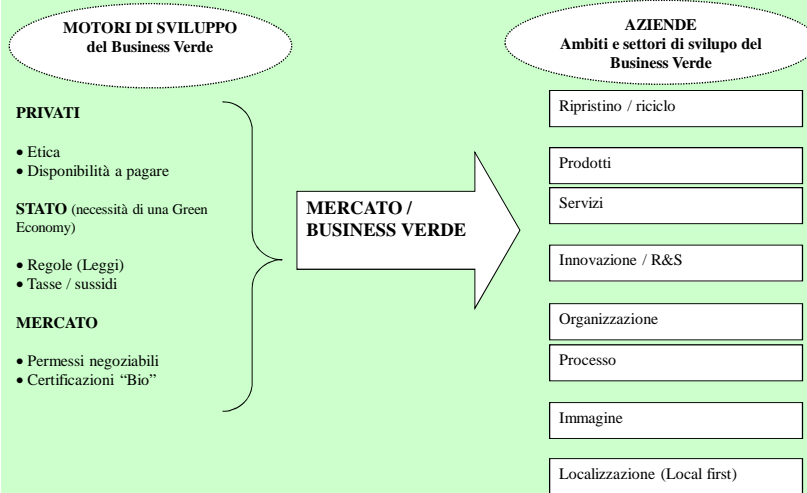 MOTORI DI SVILUPPO
del Business Verde
PRIVATI
• Etica
• Disponibilità a pagare
STATO (necessità di una Green
Economy)
• Regole (Leggi)
• Tasse / sussidi
MERCATO
• Permessi negoziabili
• Certificazioni “Bio”
MERCATO /
BUSINESS VERDE
AZIENDE
Ambiti e settori di svilupo del
Business Verde
Ripristino / riciclo
Prodotti
Servizi
Innovazione / R&S
Organizzazione
Processo
Immagine
Localizzazione (Local first)